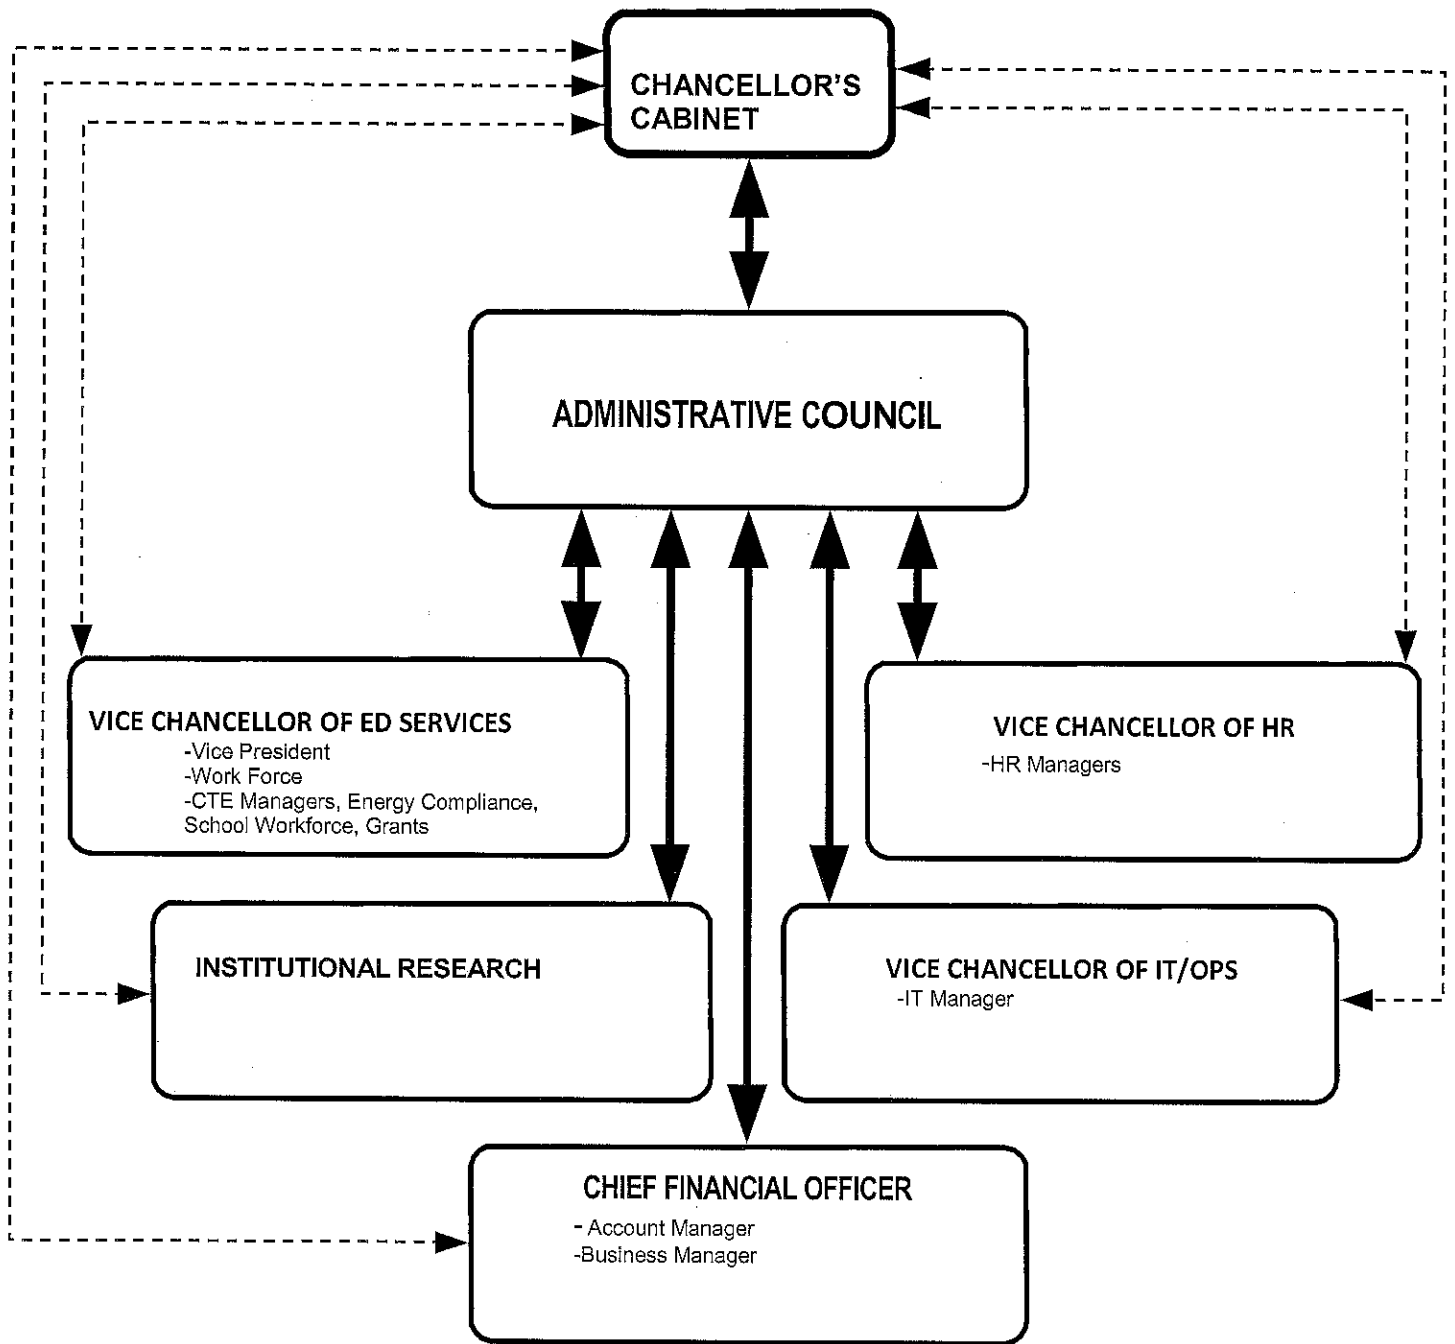 CHANCELLOR'S
CABINET
ADMINISTRATIVE COUNCIL
VICE CHANCELLOR OF ED SERVICES
-Vice President
-Work Force
-CTE Managers, Energy Compliance,
School Workforce, Grants
VICE CHANCELLOR OF HR
-HR Managers
INSTITUTIONAL RESEARCH
VICE CHANCELLOR OF IT/OPS
-IT Manager
CHIEF FINANCIAL OFFICER
- Account Manager
-Business Manager